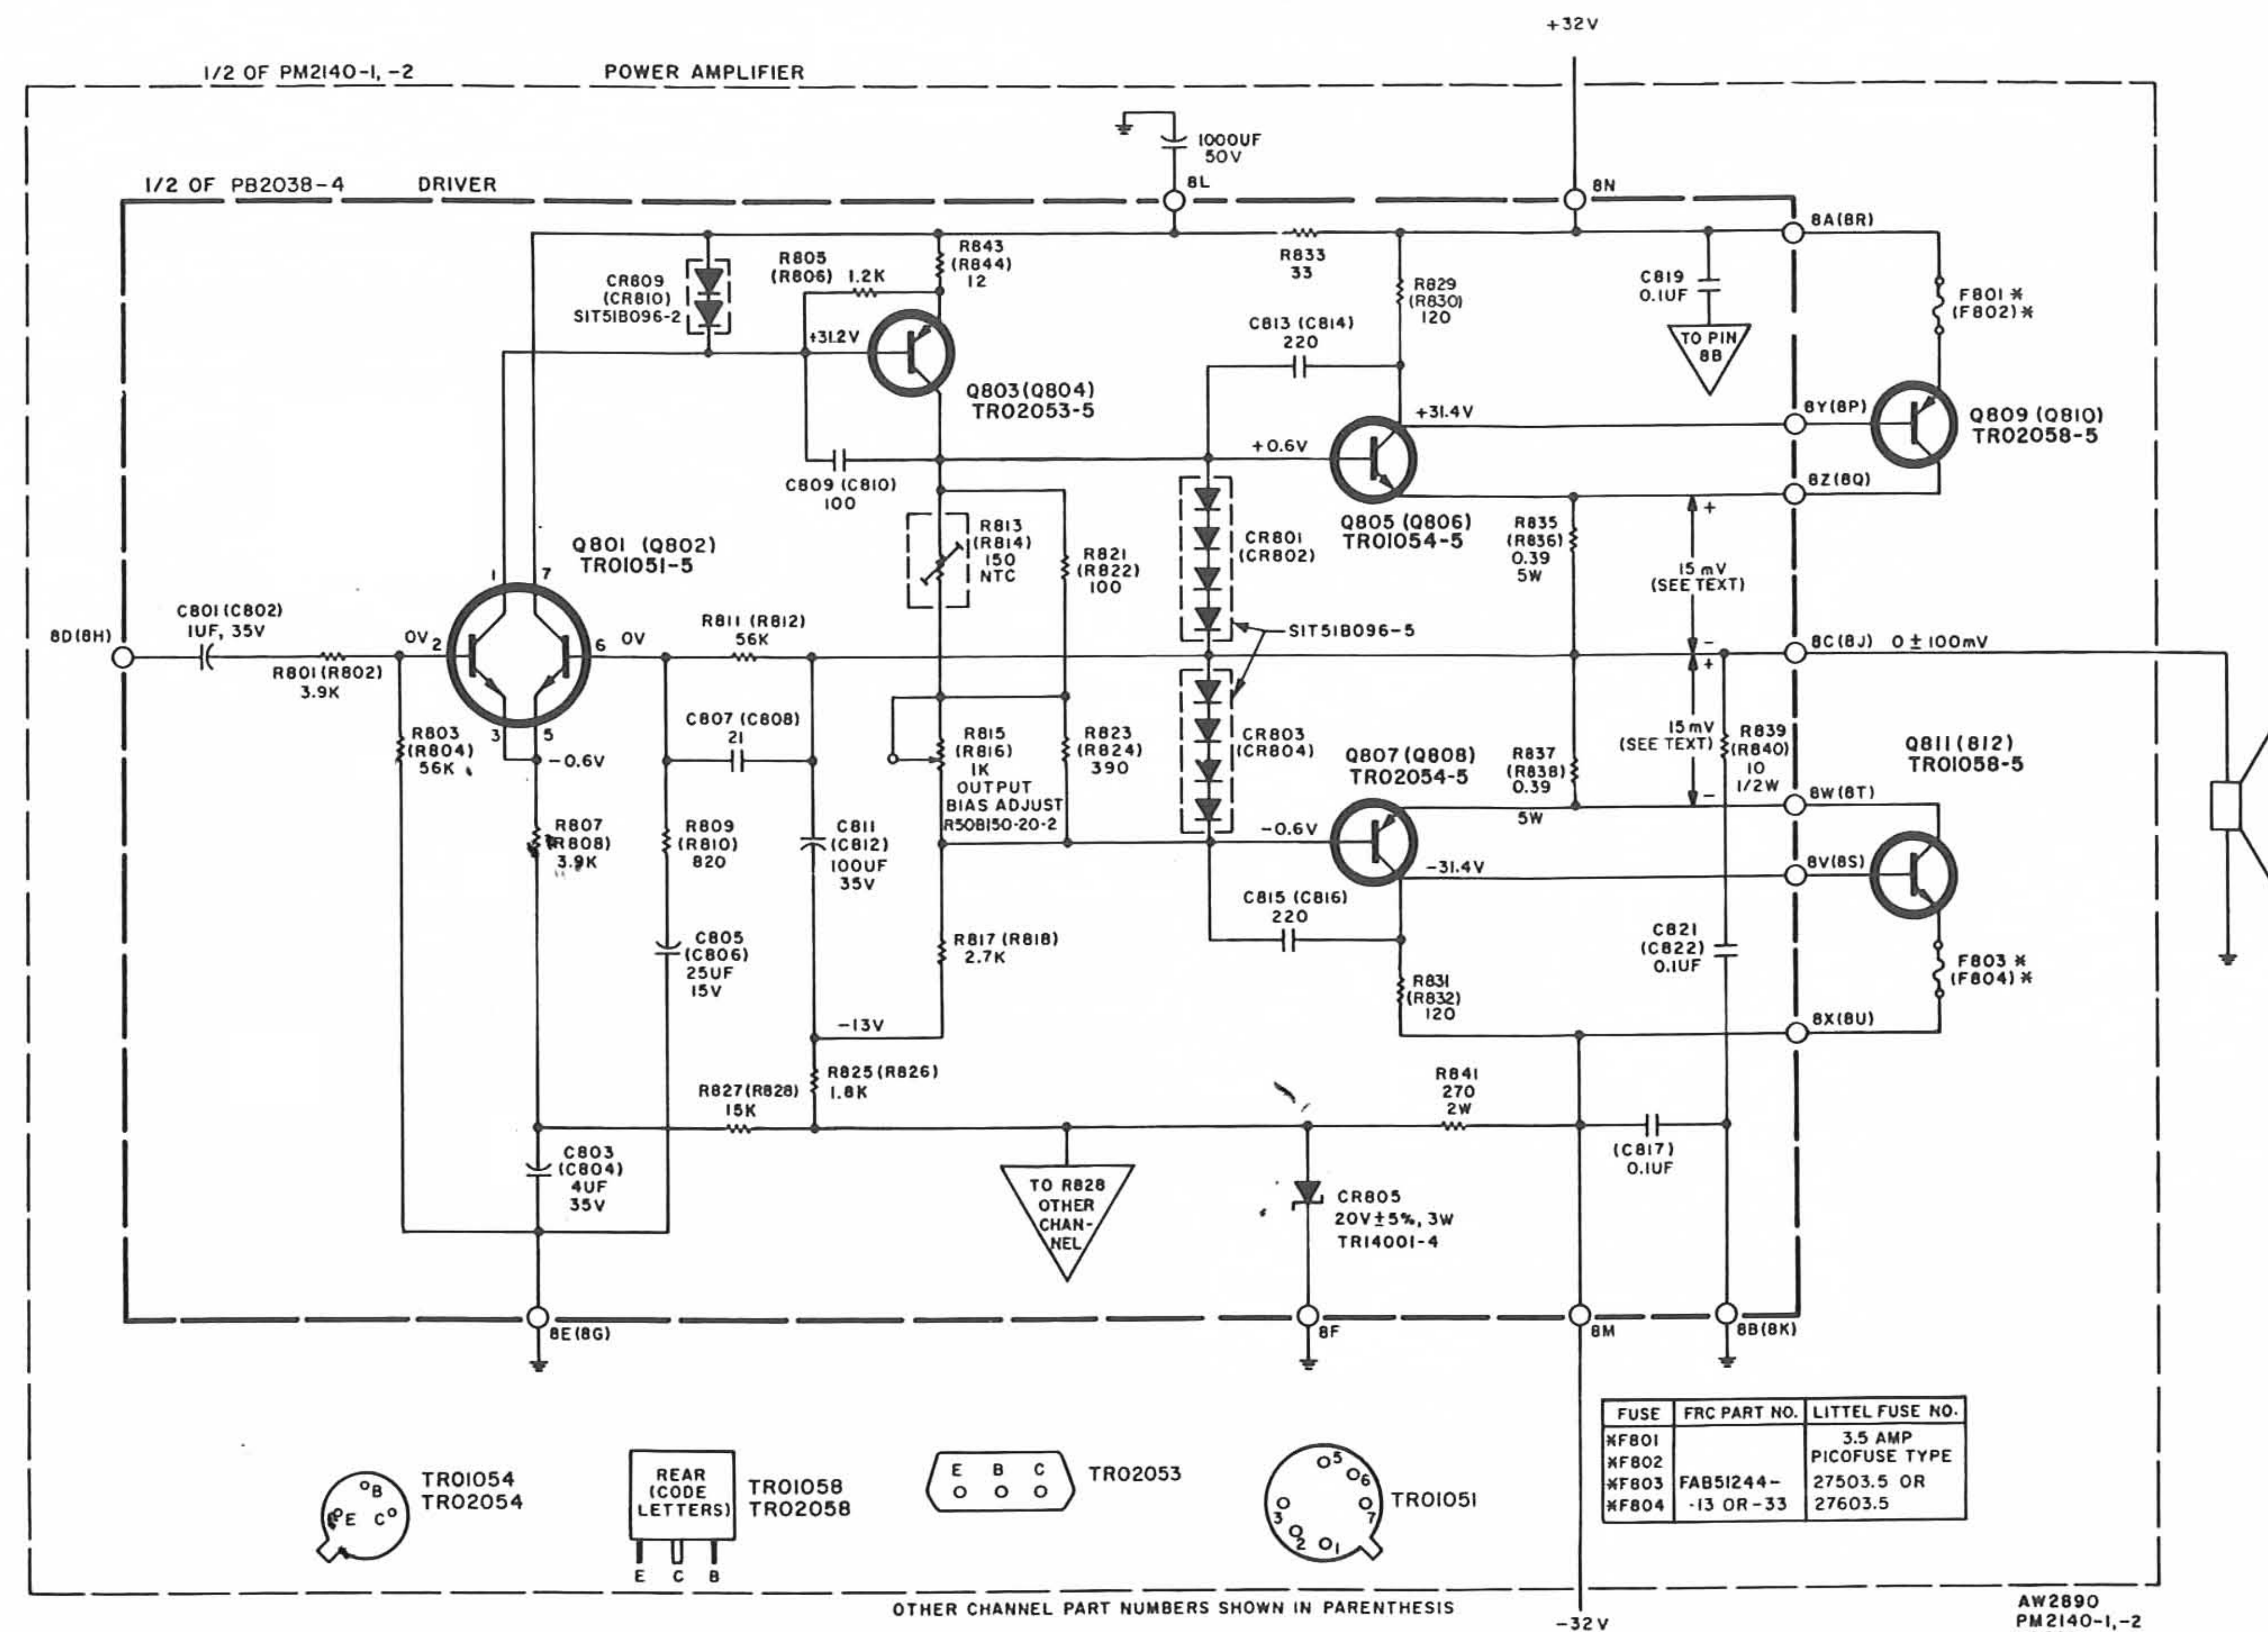 +32V
1/2 OF PM2140-1, -2
POWER AMPLIFIER
1000UF
50V
1/2 OF PB2038-4
DRIVER
8L
8N
8A(8R)
R843
(R844)
12
R805
(R806) 1.2K
CR809
(CR810)
SIT51B096-2
R833
33
R829
(R830)
120
C819
0.1UF
F801 *
(F802)*
TO PIN
8B
+31.2V
C813 (C814)
220
Q803(Q804)
TR02053-5
+31.4V
8Y(8P)
Q809 (Q810)
TR02058-5
+0.6V
C809 (C810)
100
8Z(8Q)
Q805 (Q806)
TR01054-5
R813
(R814)
150
NTC
R821
(R822)
100
CR801
(CR802)
R835
(R836)
0.39
5W
+
15 mV
(SEE TEXT)
-
Q801 (Q802)
TR01051-5
1
7
C801 (C802)
1UF, 35V
8D(8H)
0V 2
6 0V
R811 (R812)
56K
SIT51B096-5
8C(8J) 0 ± 100mV
R801 (R802)
3.9K
R803
(R804)
56K
3
5
-0.6V
C807 (C808)
21
R815
(R816)
1K
OUTPUT
BIAS ADJUST
R50B150-20-2
R823
(R824)
390
CR803
(CR804)
Q807 (Q808)
TR02054-5
R837
(R838)
0.39
5W
+
15 mV
(SEE TEXT)
-
R839
(R840)
10
1/2W
Q811 (812)
TR01058-5
8W(8T)
R807
(R808)
3.9K
R809
(R810)
820
C811
(C812)
100UF
35V
-0.6V
-31.4V
8V(8S)
C815 (C816)
220
C805
(C806)
25UF
15V
R817 (R818)
2.7K
C821
(C822)
0.1UF
F803 *
(F804) *
R831
(R832)
120
-13V
8X(8U)
R825 (R826)
1.8K
R827 (R828)
15K
R841
270
2W
(C817)
0.1UF
C803
(C804)
4UF
35V
TO R828
OTHER
CHAN-
NEL
CR805
20V±5%, 3W
TR14001-4
8E(8G)
8F
8M
8B(8K)
FUSE FRC PART NO. LITTEL FUSE NO.
*F801 3.5 AMP
*F802 PICOFUSE TYPE
*F803 FAB51244- 27503.5 OR
*F804 -13 OR -33 27603.5
B
E C
TR01054
TR02054
REAR
(CODE
LETTERS)
E C B
TR01058
TR02058
E B C
TR02053
5
6
3
7
2
1
TR01051
OTHER CHANNEL PART NUMBERS SHOWN IN PARENTHESIS
-32V
AW2890
PM2140-1,-2